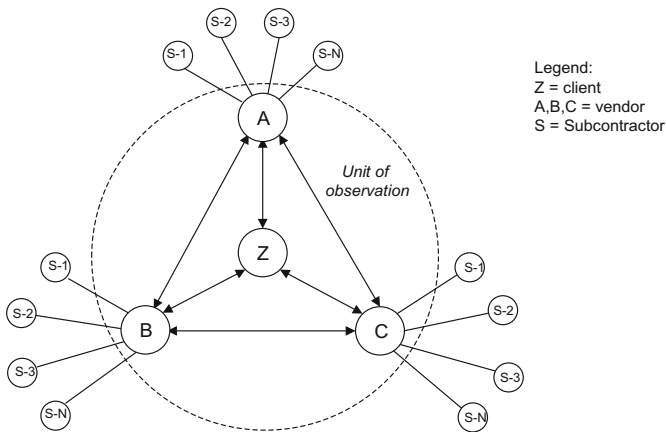 S-2
S-3
S-1
S-N
Legend:
Z = client
A,B,C = vendor
S = Subcontractor
A
Unit of
observation
Z
S-1
S-1
S-2
S-2
B
C
S-3
S-3
S-N
S-N